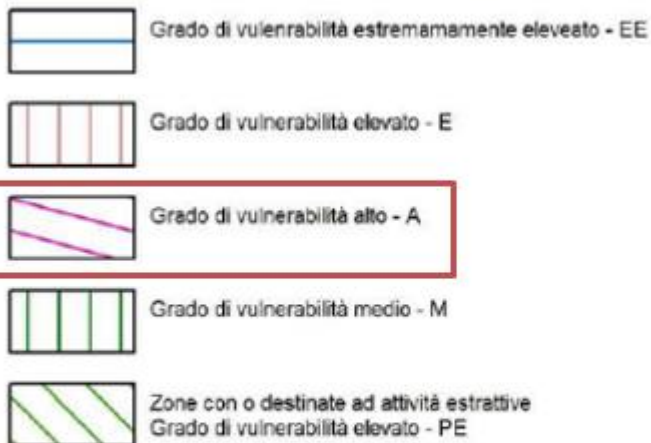 Grado di vulenrabilità estremamamente eleveato - EE
Grado di vulnerabilità elevato - E
Grado di vulnerabilità alto - A
Grado di vulnerabilità medio - M
Zone con o destinate ad attività estrattive
Grado di vulnerabilità elevato - PE